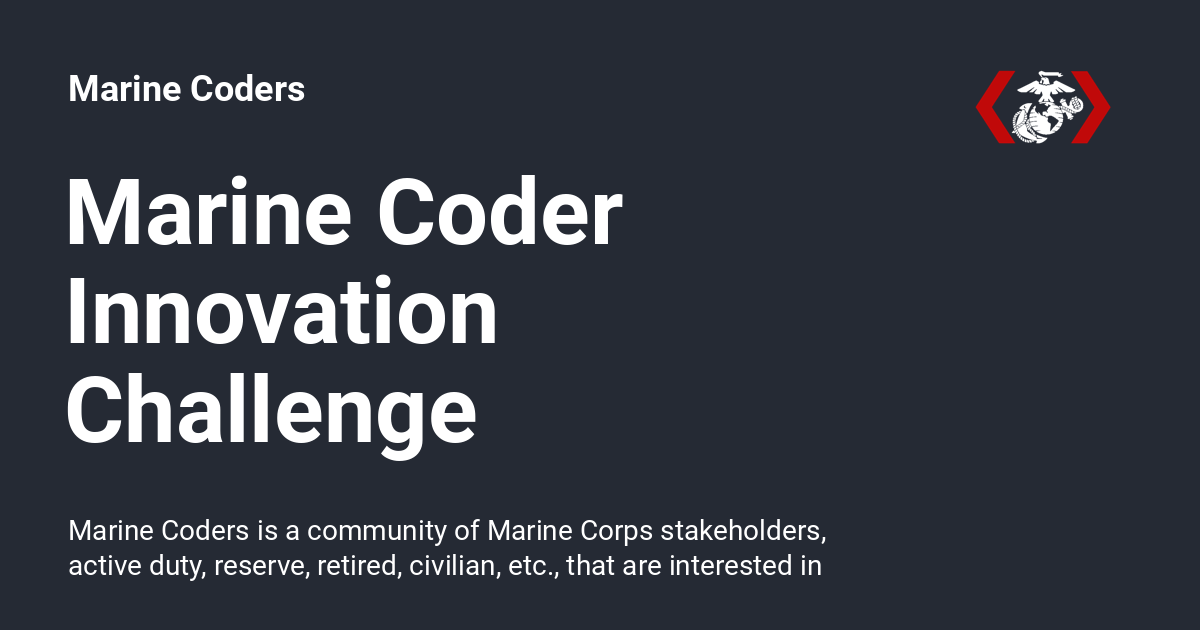 Marine Coders
Marine Coder
Innovation
Challenge
Marine Coders is a community of Marine Corps stakeholders,
active duty, reserve, retired, civilian, etc., that are interested in